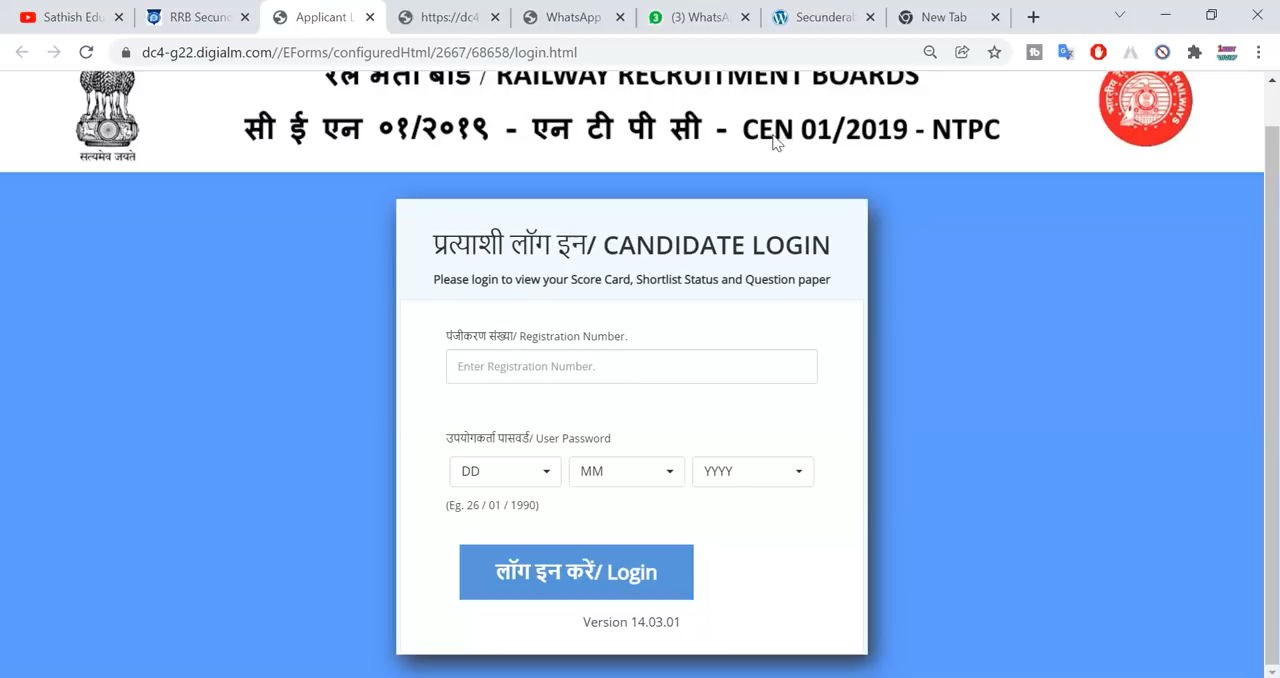 Sathish Edu
RRB Secund
Applicant L
https://dc4
WhatsApp
(3) WhatsA
Secunderal
New Tab
dc4-g22.digialm.com//EForms/configuredHtml/2667/68658/login.html
रेल भर्ती बोर्ड / RAILWAY RECRUITMENT BOARDS
सी ई एन ०१/२०१९ - एन टी पी सी - CEN 01/2019 - NTPC
सत्यमेव जयते
प्रत्याशी लॉग इन/ CANDIDATE LOGIN
Please login to view your Score Card, Shortlist Status and Question paper
पंजीकरण संख्या/ Registration Number.
Enter Registration Number.
उपयोगकर्ता पासवर्ड/ User Password
DD MM YYYY
(Eg. 26 / 01 / 1990)
लॉग इन करें/ Login
Version 14.03.01